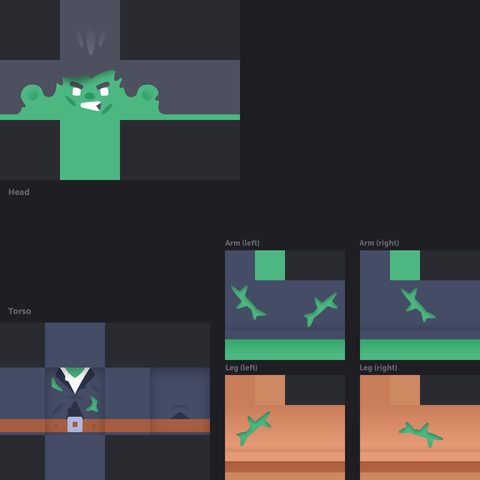 Head
Arm (left)
Arm (right)
Torso
Leg (left)
Leg (right)